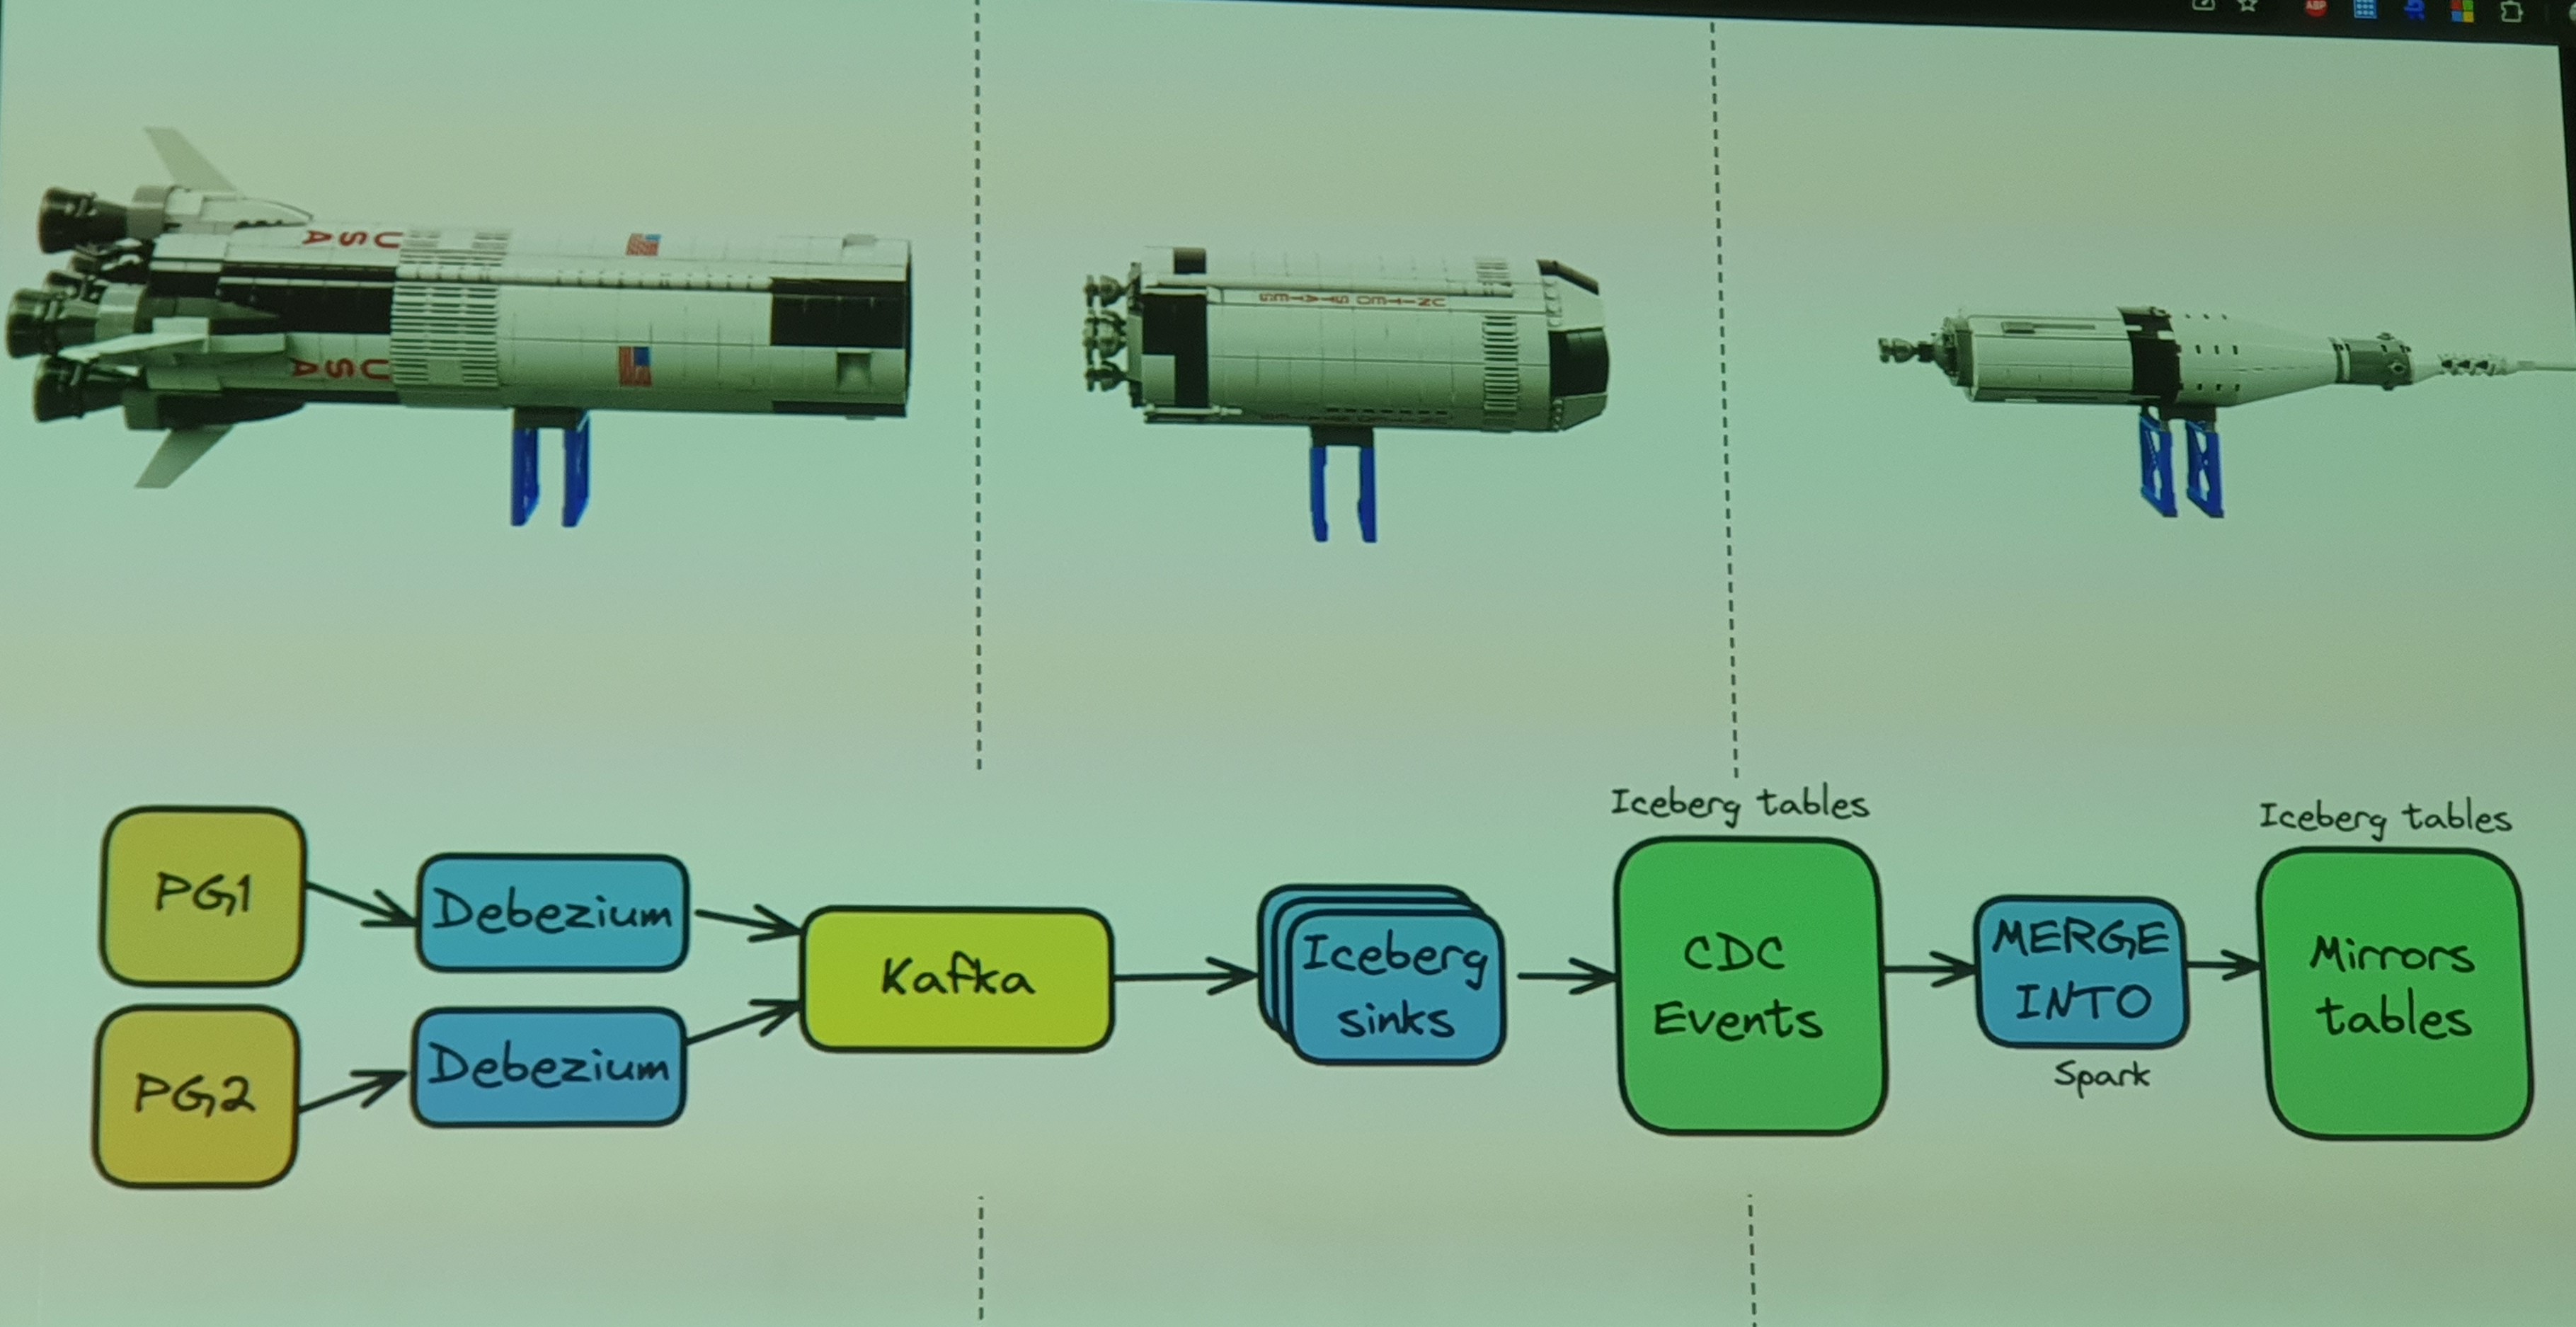 USA
USA
UNITED STATES
Iceberg tables
Iceberg tables
PG1
Debezium
Kafka
Iceberg
sinks
CDC
Events
MERGE
INTO
Spark
Mirrors
tables
PG2
Debezium
ABP